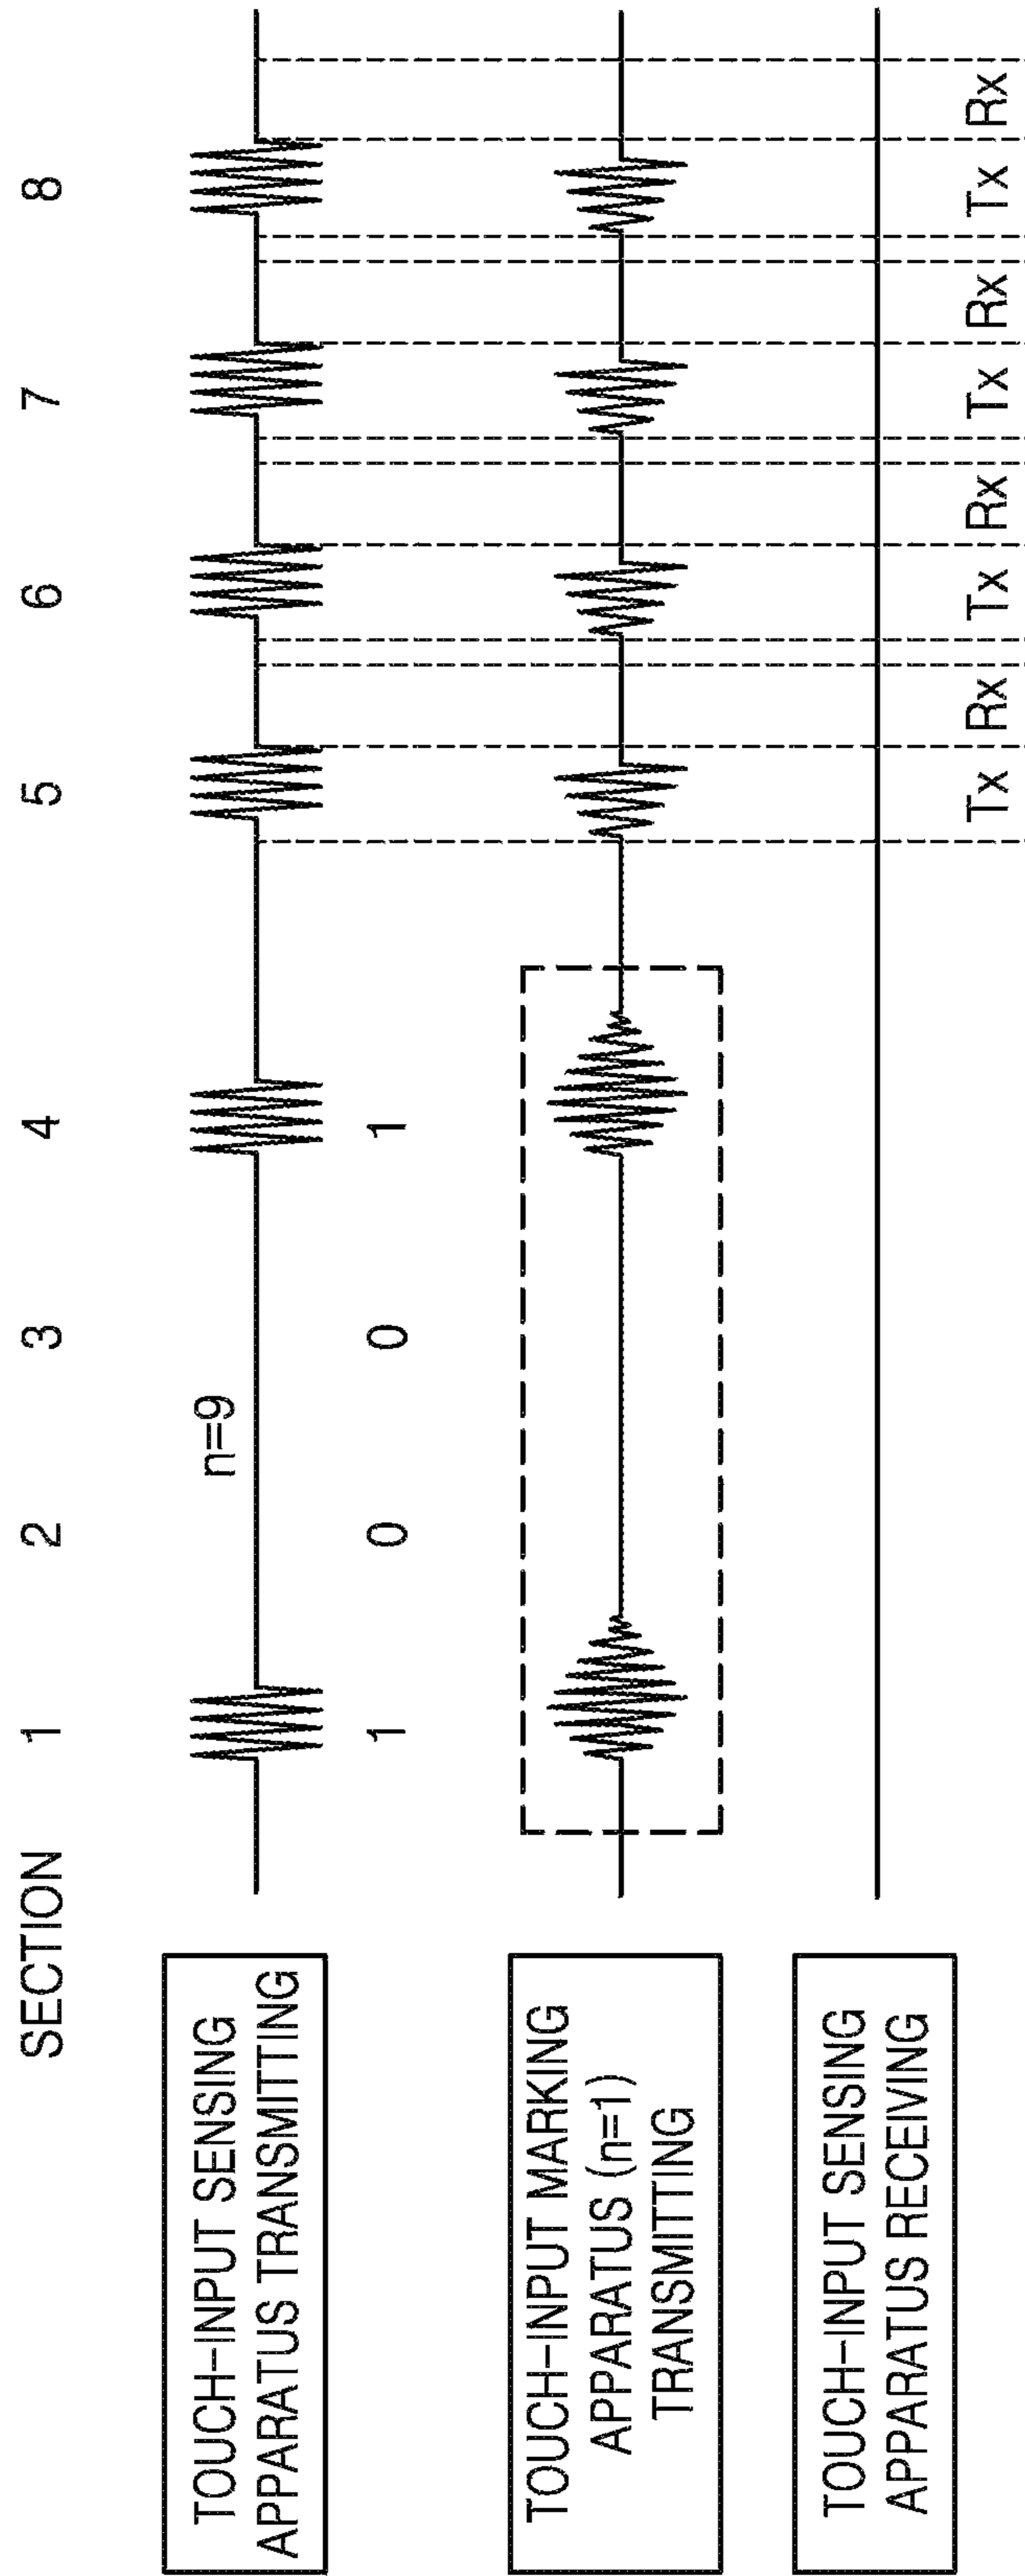 SECTION 1 2 3 4 5 6 7 8
TOUCH-INPUT SENSING
APPARATUS TRANSMITTING
n=9
1 0 0 1
TOUCH-INPUT MARKING
APPARATUS (n=1)
TRANSMITTING
TOUCH-INPUT SENSING
APPARATUS RECEIVING
Tx Rx Tx Rx Tx Rx Tx Rx